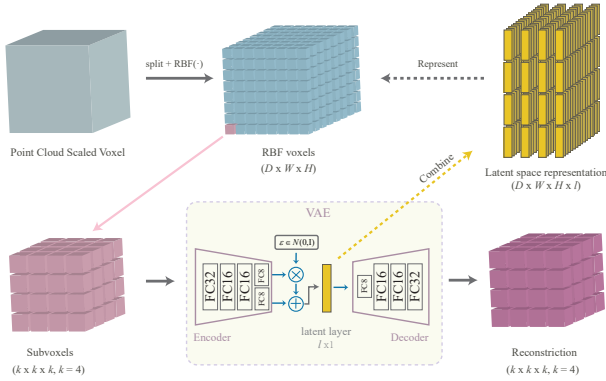 split + RBF(·)
Represent
Point Cloud Scaled Voxel
RBF voxels
(D x W x H)
Combine
Latent space representation
(D x W x H x l)
VAE
ε ∈ N(0,I)
FC32
FC16
FC16
FC8
FC8
FC8
FC16
FC16
FC32
Encoder
latent layer
l x1
Decoder
Subvoxels
(k x k x k, k = 4)
Reconstriction
(k x k x k, k = 4)